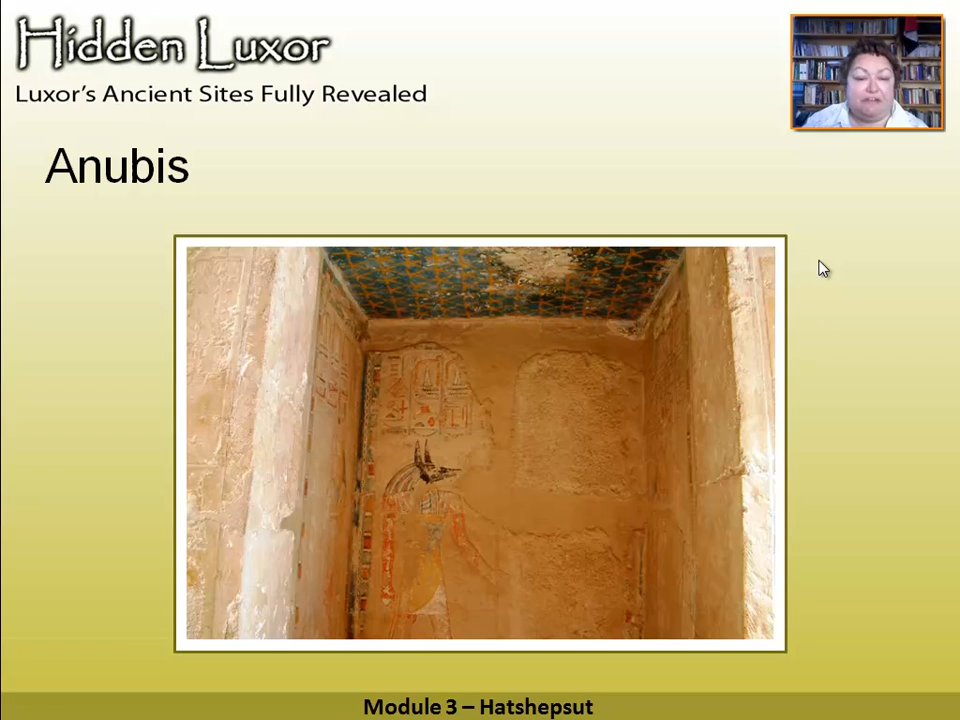 Hidden Luxor
Luxor's Ancient Sites Fully Revealed
Anubis
Module 3 – Hatshepsut